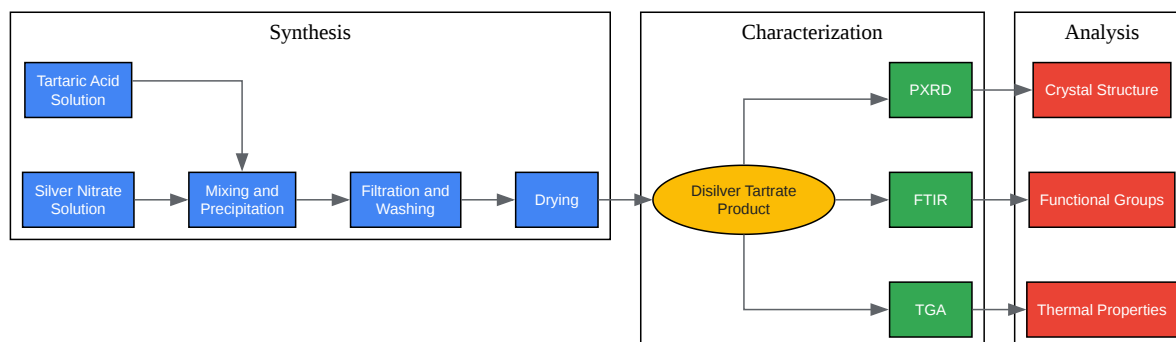 Synthesis
Tartaric Acid
Solution
Silver Nitrate
Solution
Mixing and
Precipitation
Filtration and
Washing
Drying
Characterization
Disilver Tartrate
Product
PXRD
FTIR
TGA
Analysis
Crystal Structure
Functional Groups
Thermal Properties